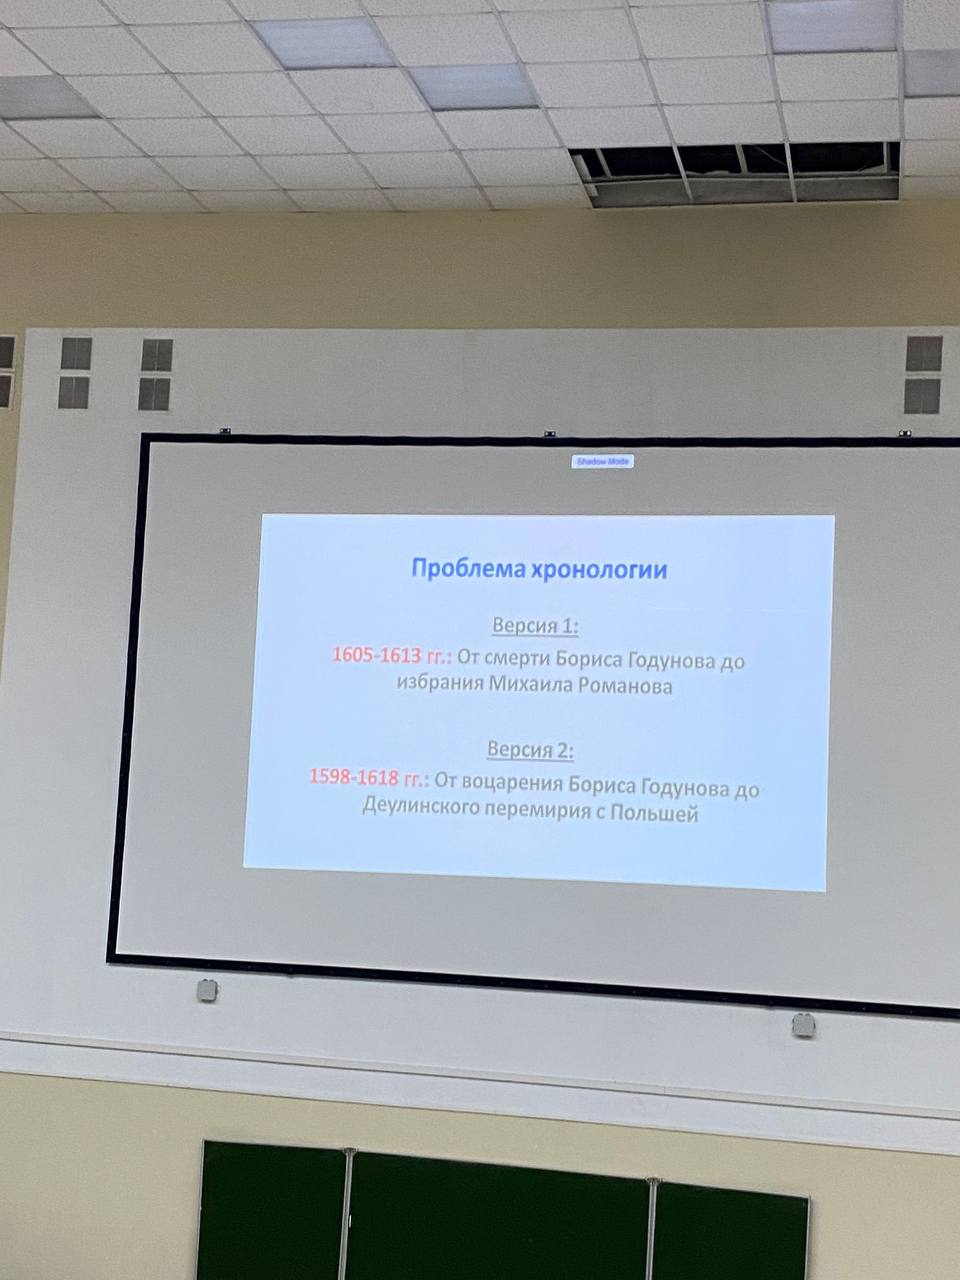 Shadow Mode
Проблема хронологии
Версия 1:
1605-1613 гг.: От смерти Бориса Годунова до
избрания Михаила Романова
Версия 2:
1598-1618 гг.: От воцарения Бориса Годунова до
Деулинского перемирия с Польшей